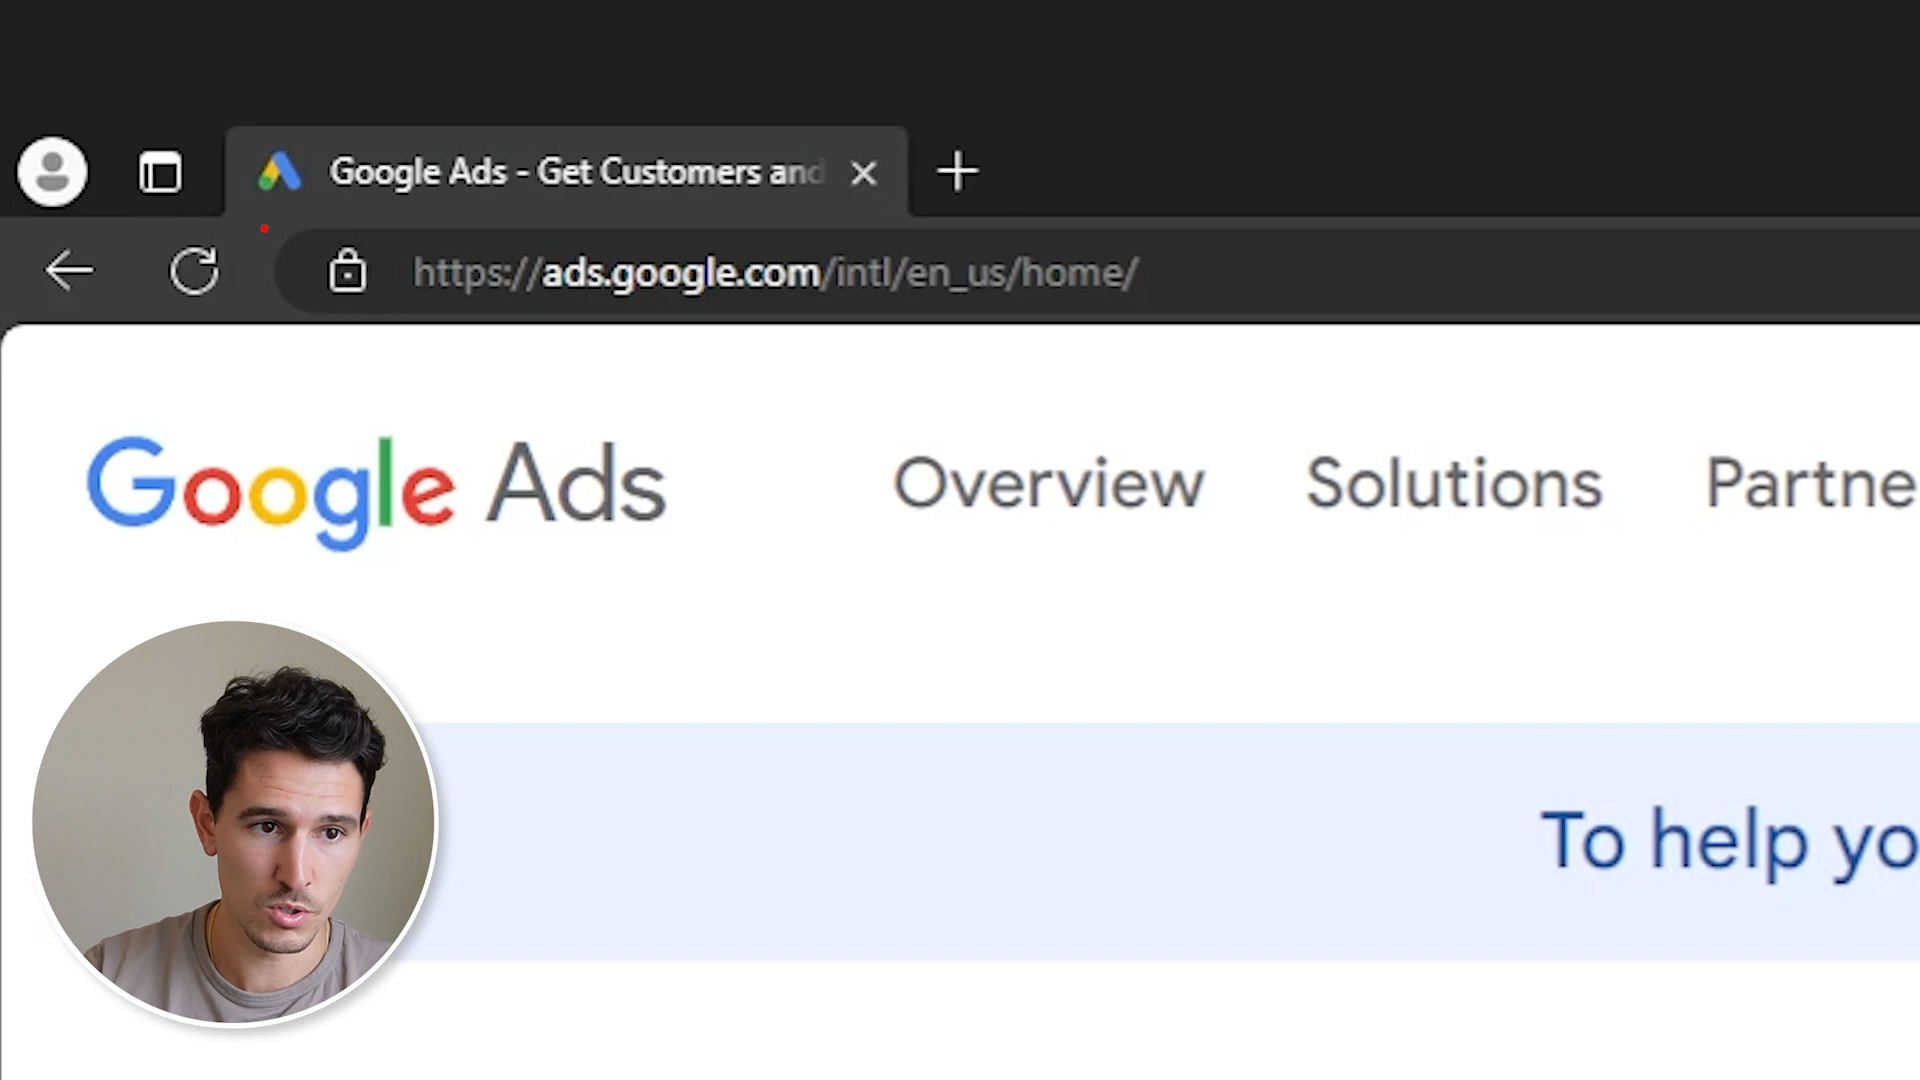 Google Ads - Get Customers and
https://ads.google.com/intl/en_us/home/
Google Ads Overview Solutions Partne
To help yo